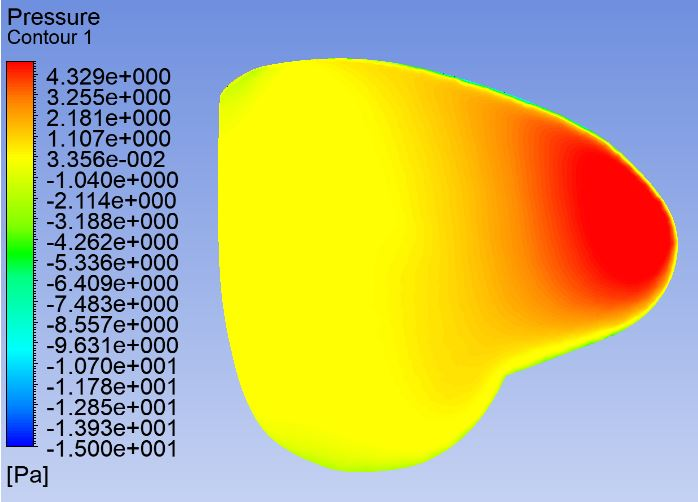 Pressure
Contour 1
4.329e+000
3.255e+000
2.181e+000
1.107e+000
3.356e-002
-1.040e+000
-2.114e+000
-3.188e+000
-4.262e+000
-5.336e+000
-6.409e+000
-7.483e+000
-8.557e+000
-9.631e+000
-1.070e+001
-1.178e+001
-1.285e+001
-1.393e+001
-1.500e+001
[Pa]